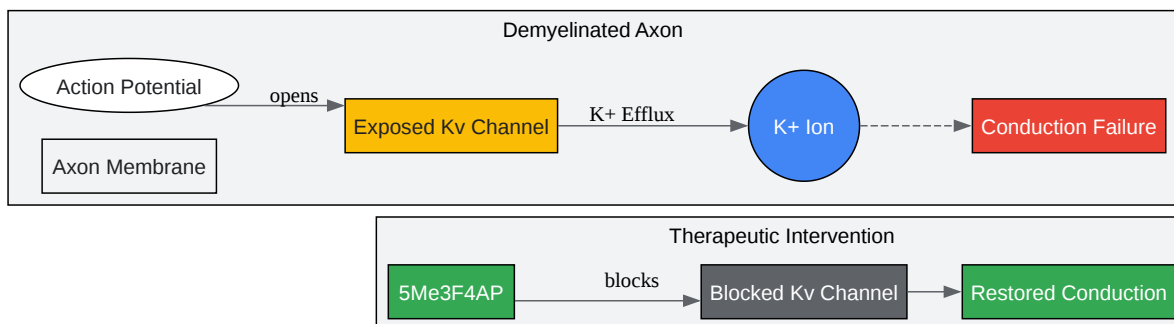 Demyelinated Axon
Action Potential
opens
Exposed Kv Channel
K+ Efflux
K+ Ion
Conduction Failure
Axon Membrane
Therapeutic Intervention
5Me3F4AP
blocks
Blocked Kv Channel
Restored Conduction